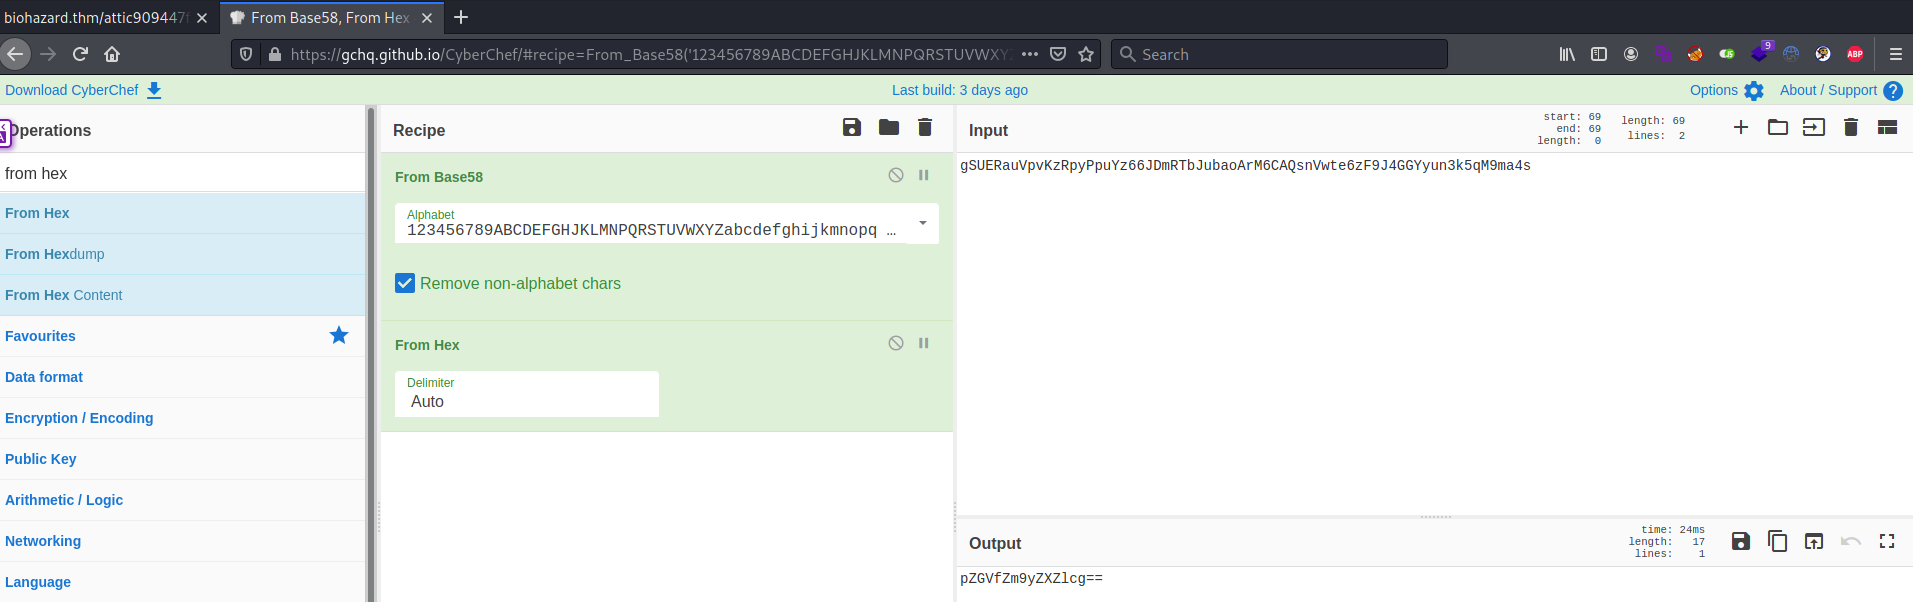 biohazard.thm/attic909447f
From Base58, From Hex
https://gchq.github.io/CyberChef/#recipe=From_Base58('123456789ABCDEFGHJKLMNPQRSTUVWXYZ
Search
9
ABP
Download CyberChef
Last build: 3 days ago
Options
About / Support
Operations
from hex
From Hex
From Hexdump
From Hex Content
Favourites
Data format
Encryption / Encoding
Public Key
Arithmetic / Logic
Networking
Language
Recipe
From Base58
Alphabet
123456789ABCDEFGHJKLMNPQRSTUVWXYZabcdefghijkmnopq …
Remove non-alphabet chars
From Hex
Delimiter
Auto
Input
start: 69
end: 69
length: 0
length: 69
lines: 2
gSUERauVpvKzRpyPpuYz66JDmRTbJubaoArM6CAQsnVwte6zF9J4GGYyun3k5qM9ma4s
Output
time: 24ms
length: 17
lines: 1
pZGVfZm9yZXZlcg==